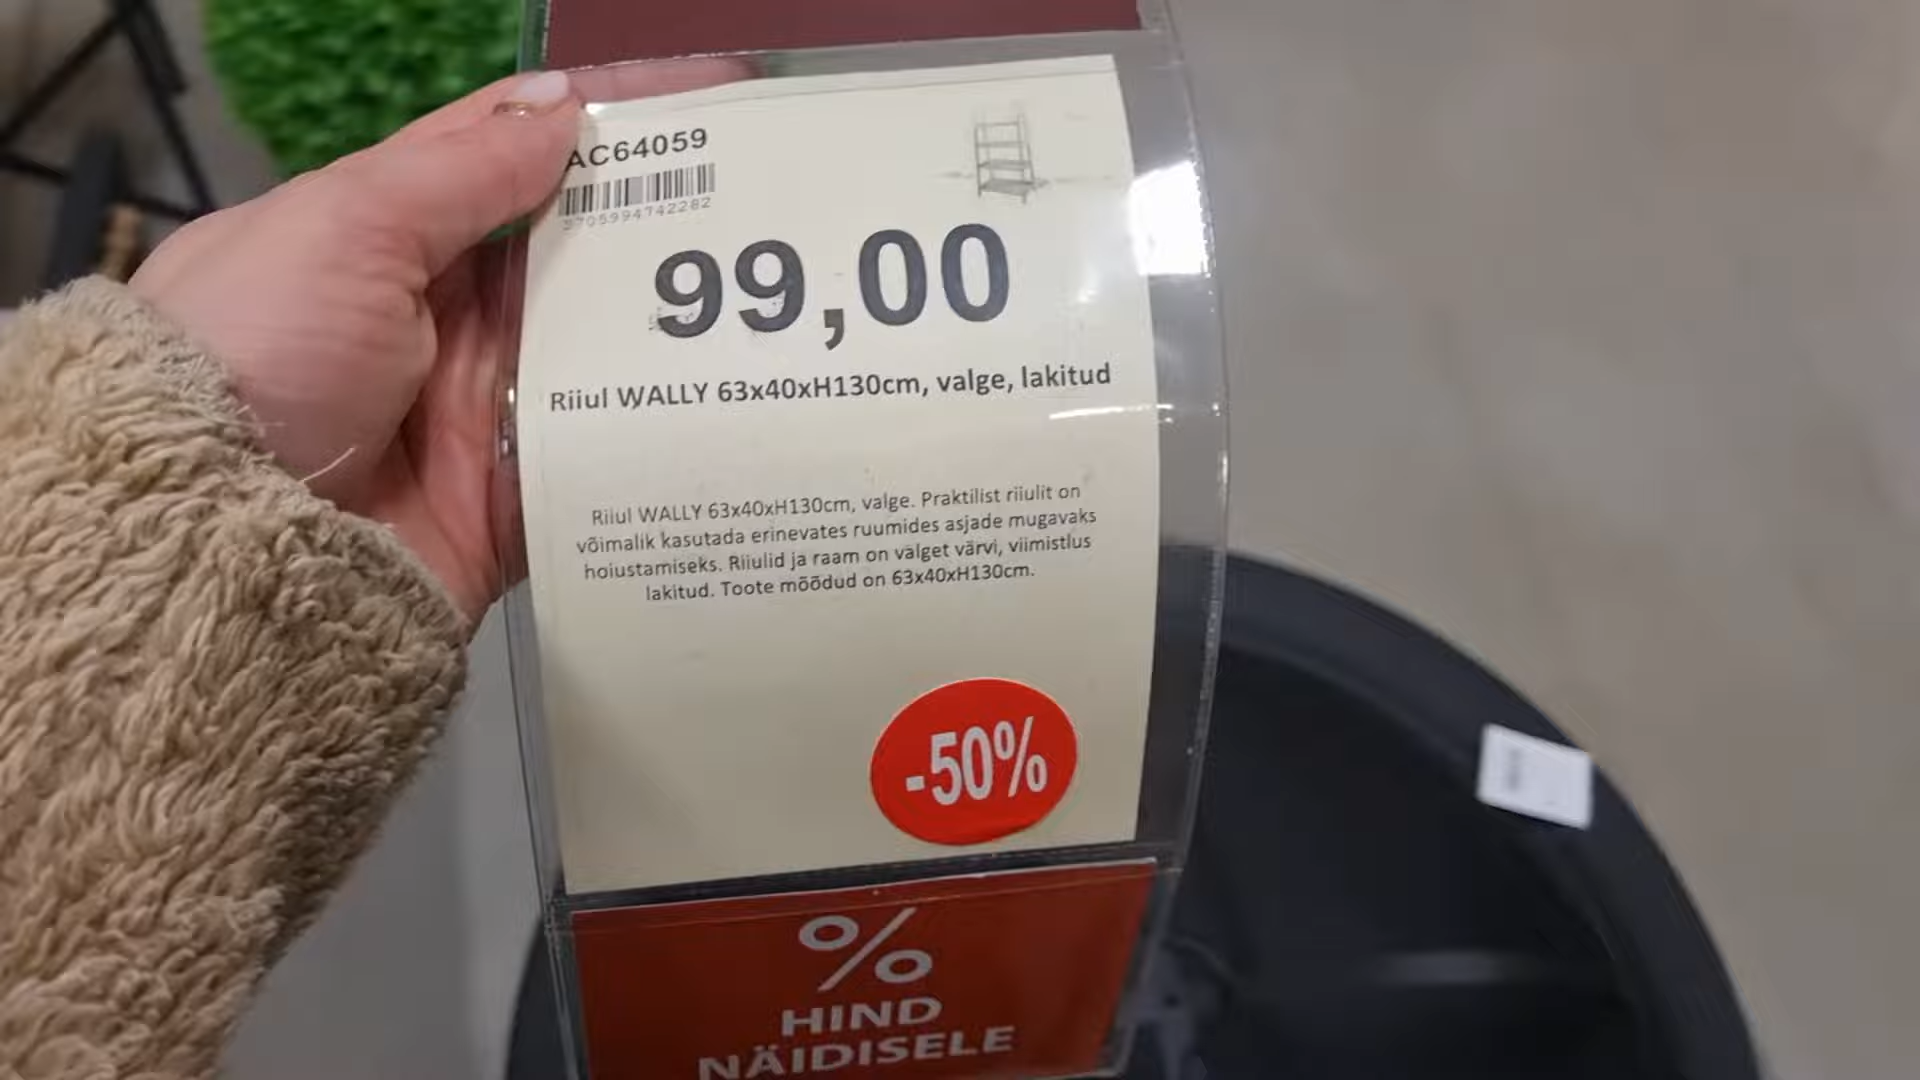 AC64059
5705994742282
99,00
Riiul WALLY 63x40xH130cm, valge, lakitud
Riiul WALLY 63x40xH130cm, valge. Praktilist riiulit on
võimalik kasutada erinevates ruumides asjade mugavaks
hoiustamiseks. Riiulid ja raam on valget värvi, viimistlus
lakitud. Toote mõõdud on 63x40xH130cm.
-50%
%
HIND
NÄIDISELE